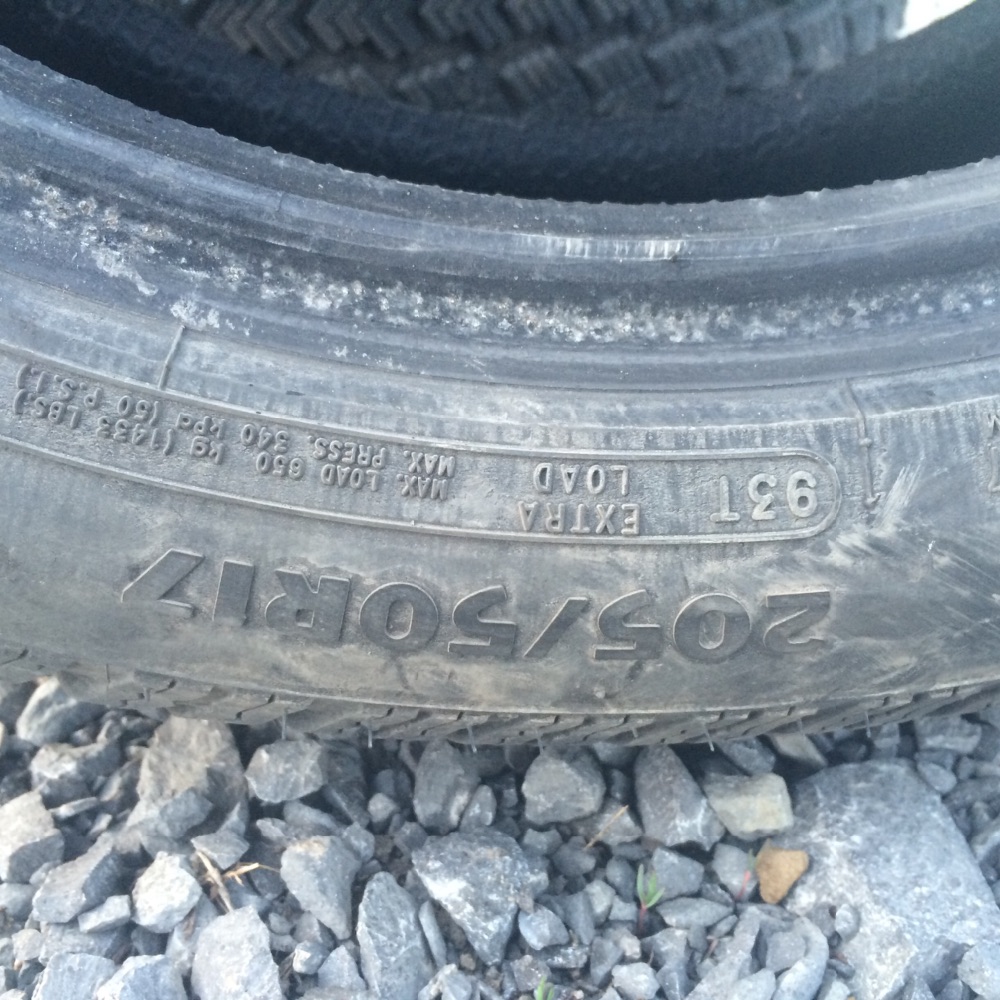 205/50R17
93T
EXTRA
LOAD
MAX. LOAD 650 kg (1433 LBS.)
MAX. PRESS. 340 kPa (50 P.S.I.)